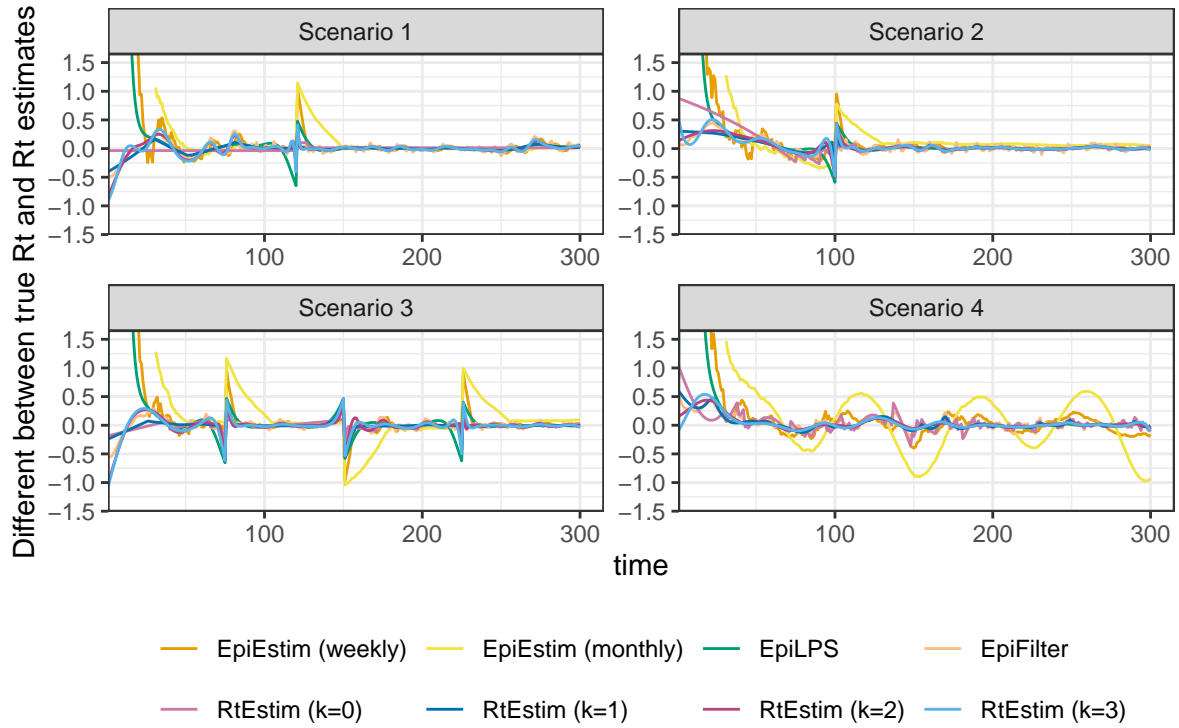 Different between true Rt and Rt estimates
Scenario 1
1.5
1.0
0.5
0.0
−0.5
−1.0
−1.5
100
200
300
Scenario 2
1.5
1.0
0.5
0.0
−0.5
−1.0
−1.5
100
200
300
Scenario 3
1.5
1.0
0.5
0.0
−0.5
−1.0
−1.5
100
200
300
Scenario 4
1.5
1.0
0.5
0.0
−0.5
−1.0
−1.5
100
200
300
time
EpiEstim (weekly)
EpiEstim (monthly)
EpiLPS
EpiFilter
RtEstim (k=0)
RtEstim (k=1)
RtEstim (k=2)
RtEstim (k=3)